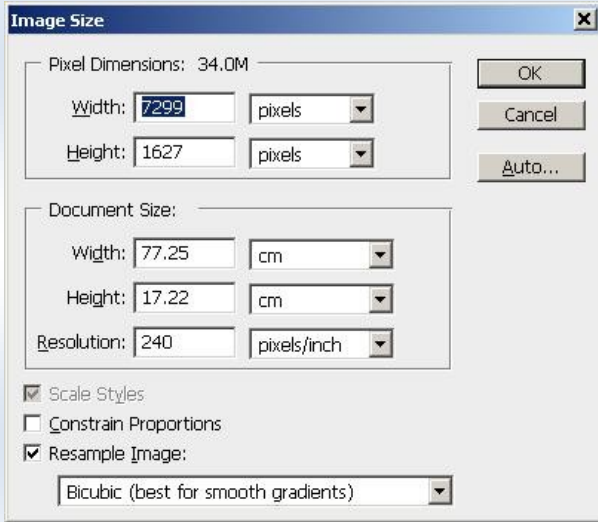 Image Size
Pixel Dimensions: 34.0M
Width: 7299 pixels
Height: 1627 pixels
OK
Cancel
Auto...
Document Size:
Width: 77.25 cm
Height: 17.22 cm
Resolution: 240 pixels/inch
Scale Styles
Constrain Proportions
Resample Image:
Bicubic (best for smooth gradients)